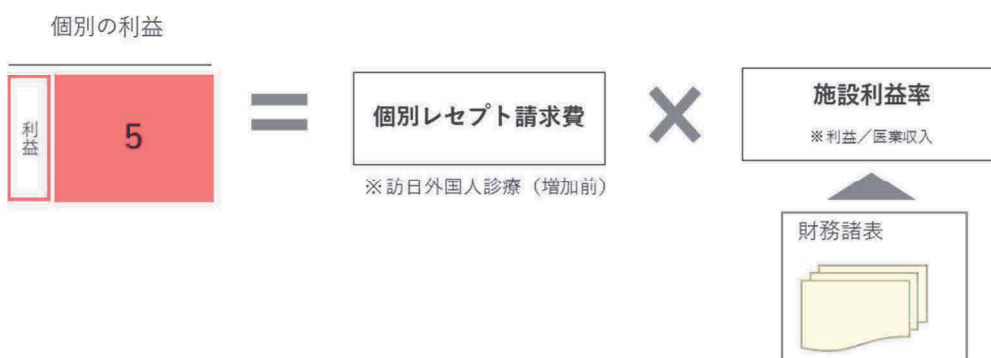 個別の利益
利益
5
個別レセプト請求費
※訪日外国人診療（増加前）
施設利益率
※利益／医業収入
財務諸表